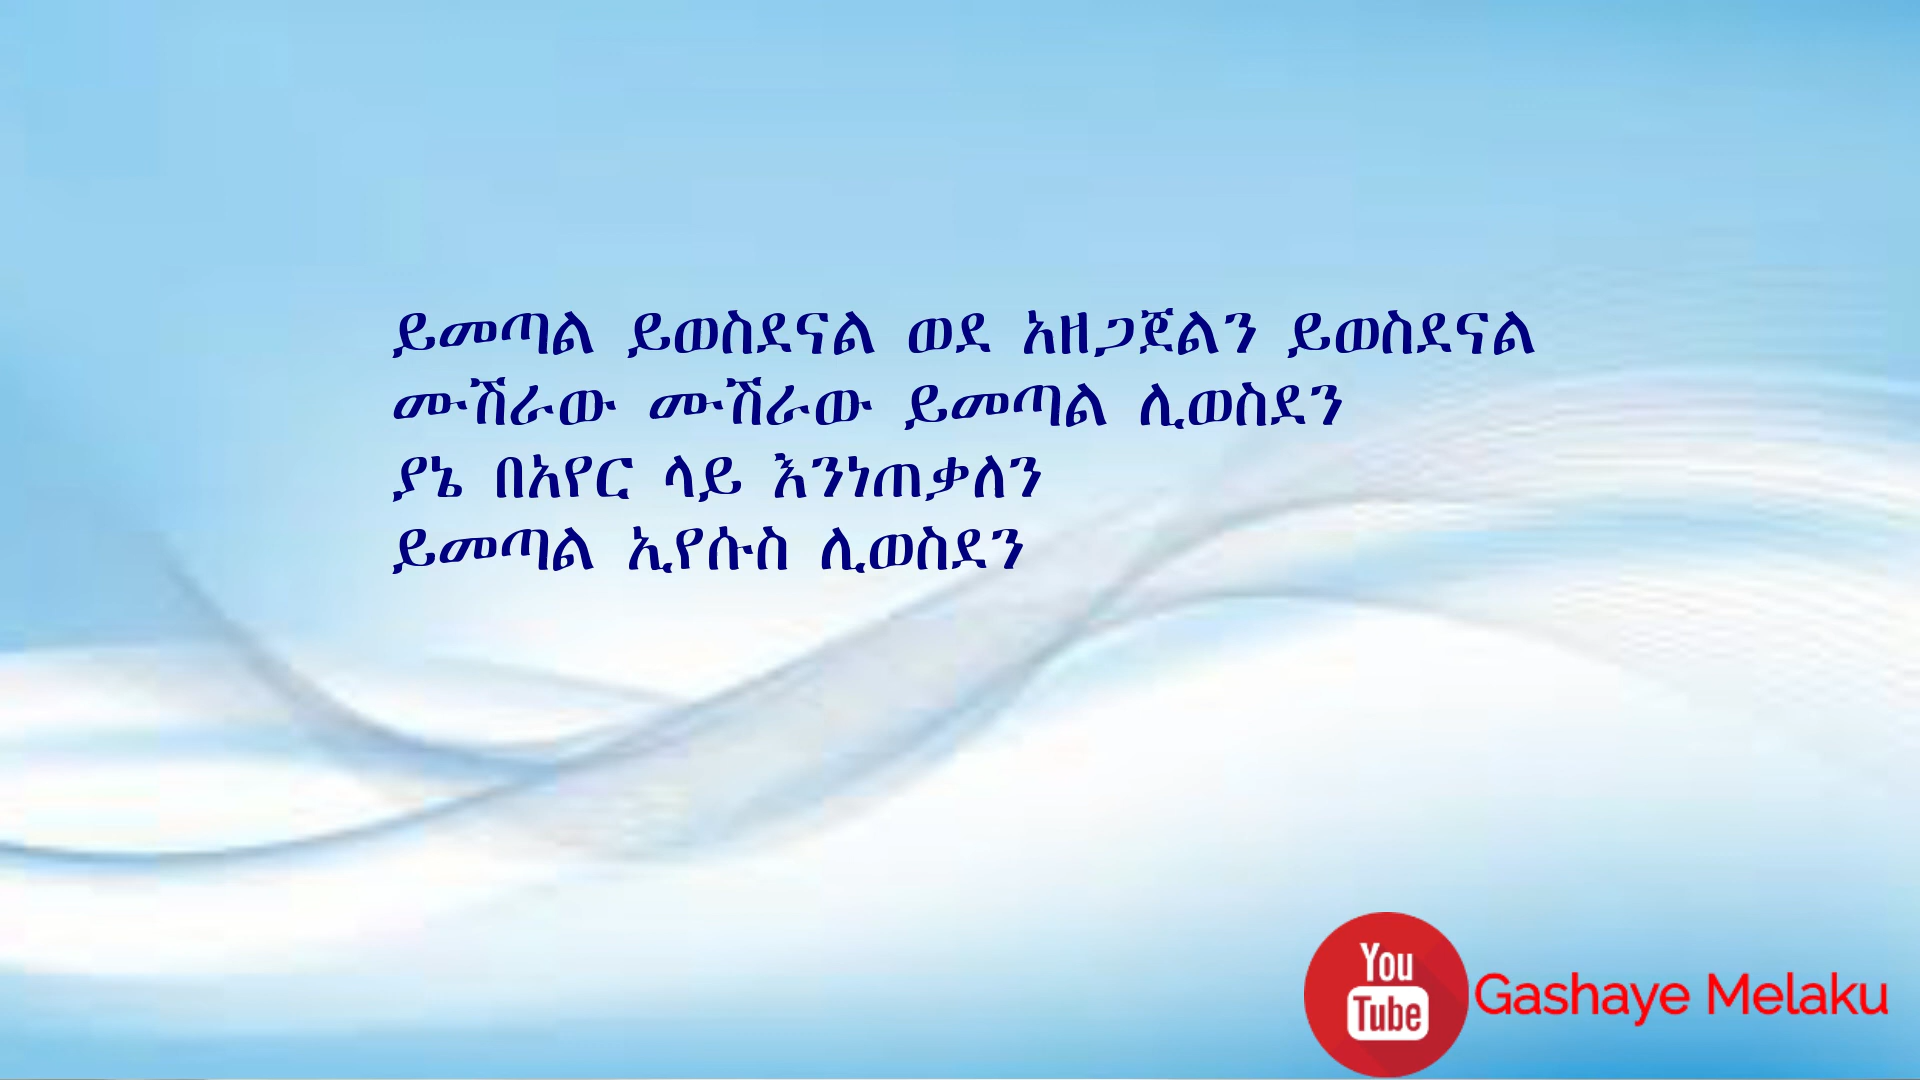 ይመጣል ይወስደናል ወደ አዘጋጀልን ይወስደናል
ሙሽራው ሙሽራው ይመጣል ሊወስደን
ያኔ በአየር ላይ እንነጠቃለን
ይመጣል ኢየሱስ ሊወስደን
You
Tube
Gashaye Melaku